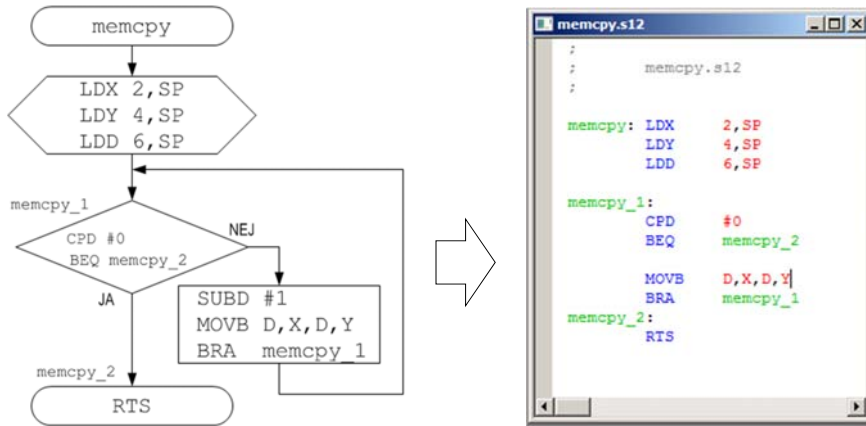 memcpy
LDX 2,SP
LDY 4,SP
LDD 6,SP
memcpy_1
CPD #0
BEQ memcpy_2
NEJ
JA
SUBD #1
MOVB D,X,D,Y
BRA memcpy_1
memcpy_2
RTS
memcpy.s12
;
; memcpy.s12
;
memcpy: LDX 2,SP
LDY 4,SP
LDD 6,SP
memcpy_1:
CPD #0
BEQ memcpy_2
MOVB D,X,D,Y
BRA memcpy_1
memcpy_2:
RTS